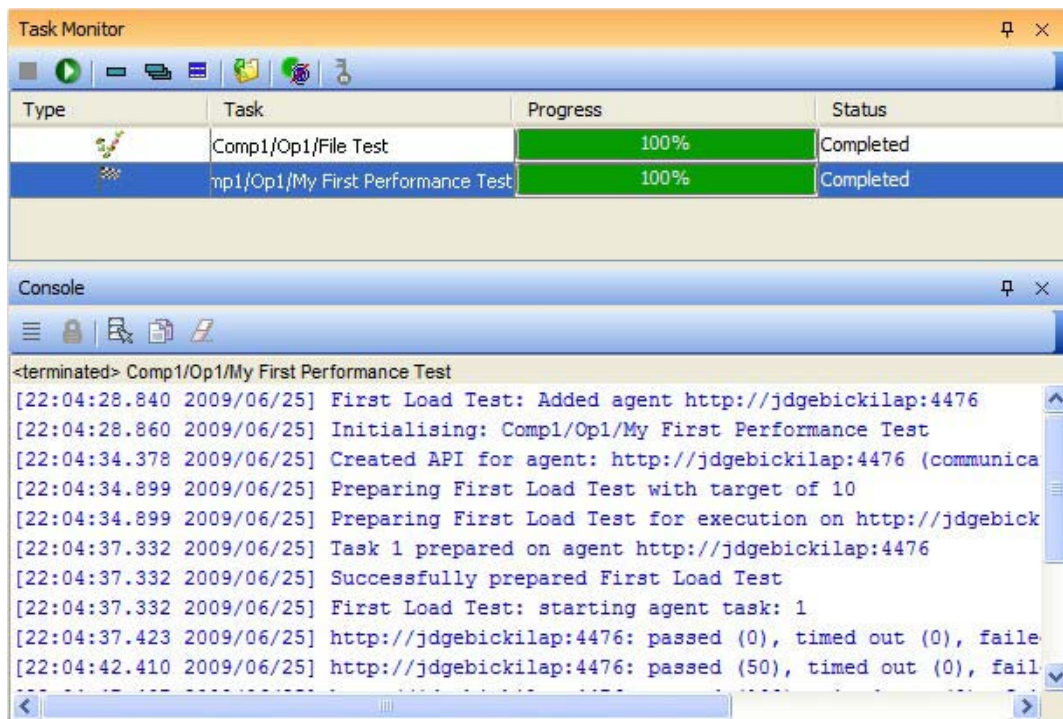 Task Monitor
Type Task Progress Status
Comp1/Op1/File Test 100% Completed
mp1/Op1/My First Performance Test 100% Completed
Console
<terminated> Comp1/Op1/My First Performance Test
[22:04:28.840 2009/06/25] First Load Test: Added agent http://jdgebickilap:4476
[22:04:28.860 2009/06/25] Initialising: Comp1/Op1/My First Performance Test
[22:04:34.378 2009/06/25] Created API for agent: http://jdgebickilap:4476 (communica
[22:04:34.899 2009/06/25] Preparing First Load Test with target of 10
[22:04:34.899 2009/06/25] Preparing First Load Test for execution on http://jdgebick
[22:04:37.332 2009/06/25] Task 1 prepared on agent http://jdgebickilap:4476
[22:04:37.332 2009/06/25] Successfully prepared First Load Test
[22:04:37.332 2009/06/25] First Load Test: starting agent task: 1
[22:04:37.423 2009/06/25] http://jdgebickilap:4476: passed (0), timed out (0), faile
[22:04:42.410 2009/06/25] http://jdgebickilap:4476: passed (50), timed out (0), fail